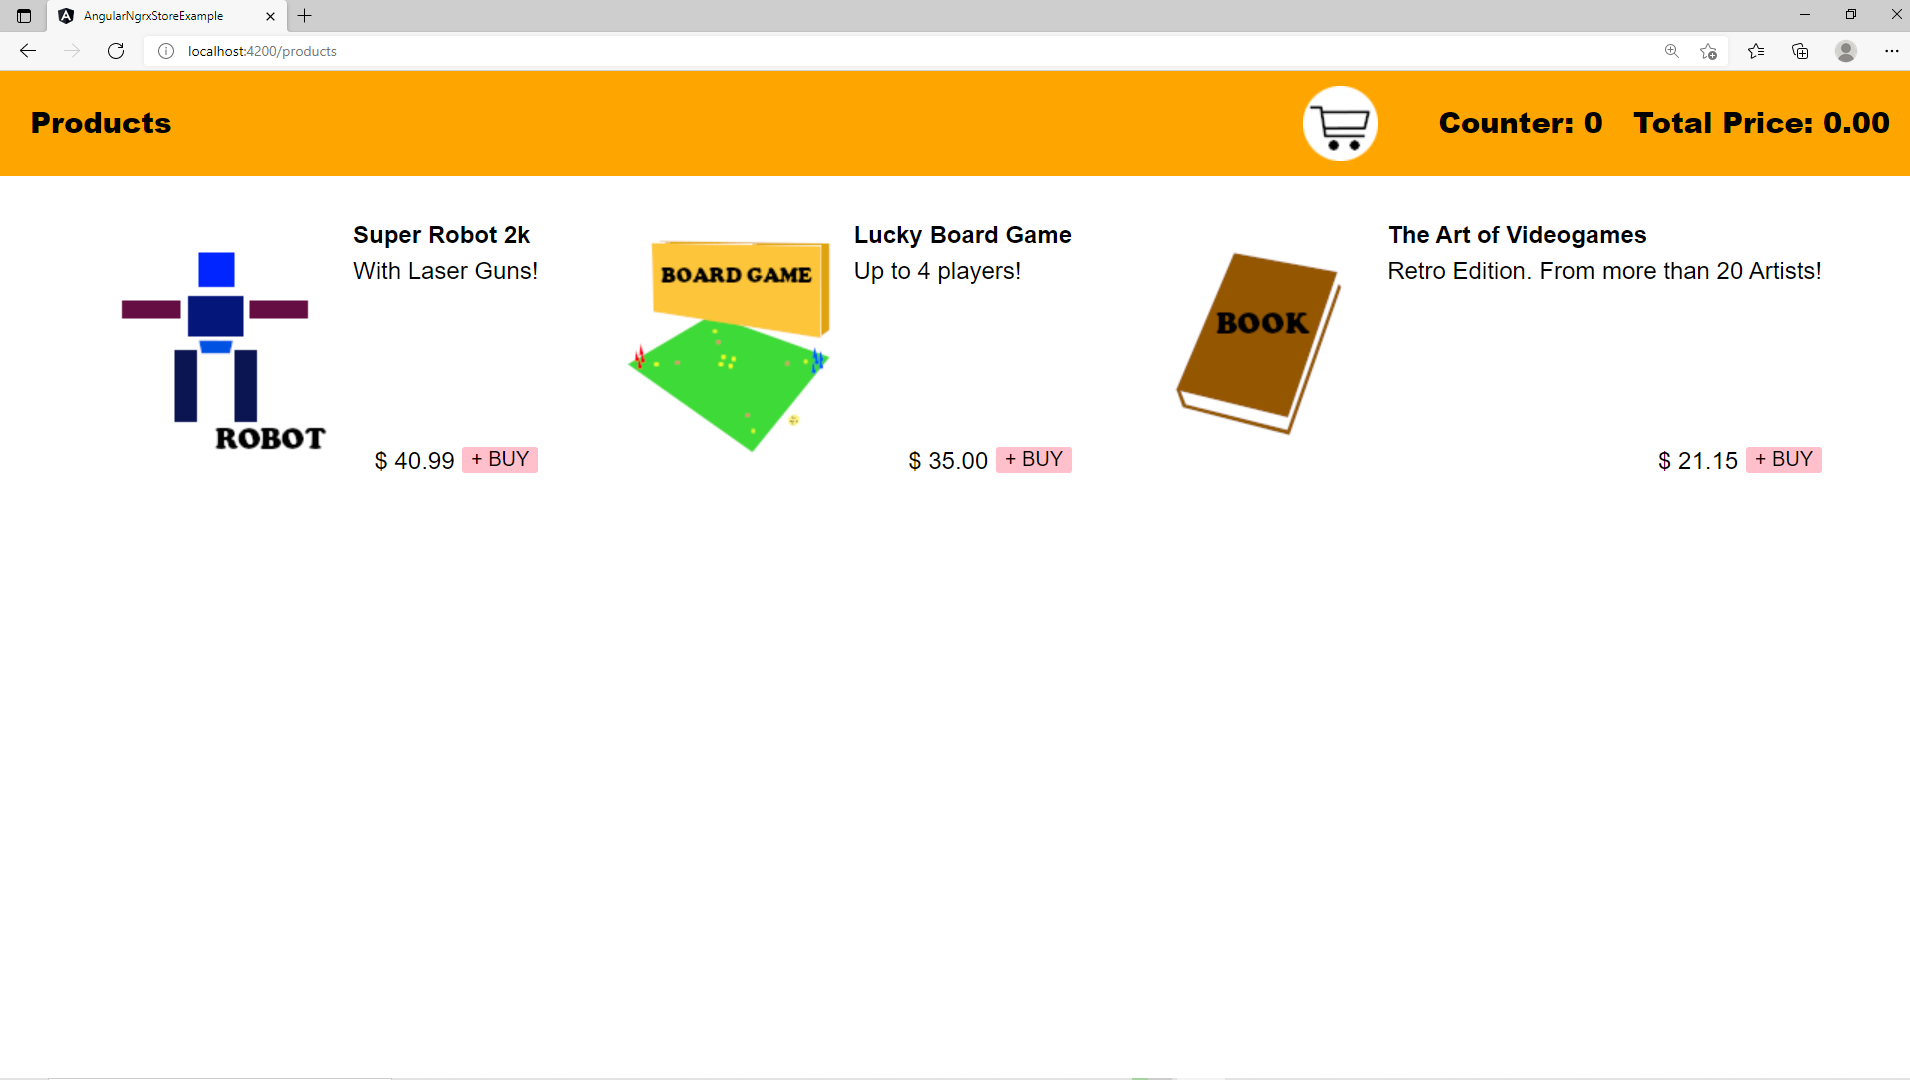 AngularNgrxStoreExample
localhost:4200/products
Products
Counter: 0 Total Price: 0.00
Super Robot 2k
With Laser Guns!
ROBOT
$ 40.99 + BUY
BOARD GAME
Lucky Board Game
Up to 4 players!
$ 35.00 + BUY
BOOK
The Art of Videogames
Retro Edition. From more than 20 Artists!
$ 21.15 + BUY